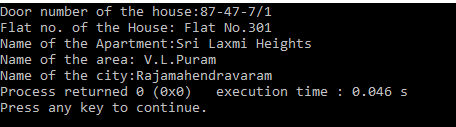 Door number of the house:87-47-7/1
Flat no. of the House: Flat No.301
Name of the Apartment:Sri Laxmi Heights
Name of the area: V.L.Puram
Name of the city:Rajamahendravaram
Process returned 0 (0x0)   execution time : 0.046 s
Press any key to continue.